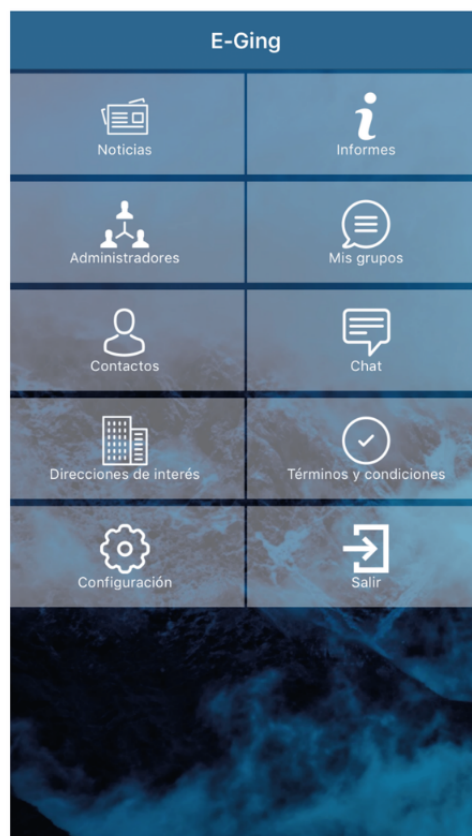 E-Ging
Noticias
Informes
Administradores
Mis grupos
Contactos
Chat
Direcciones de interés
Términos y condiciones
Configuración
Salir